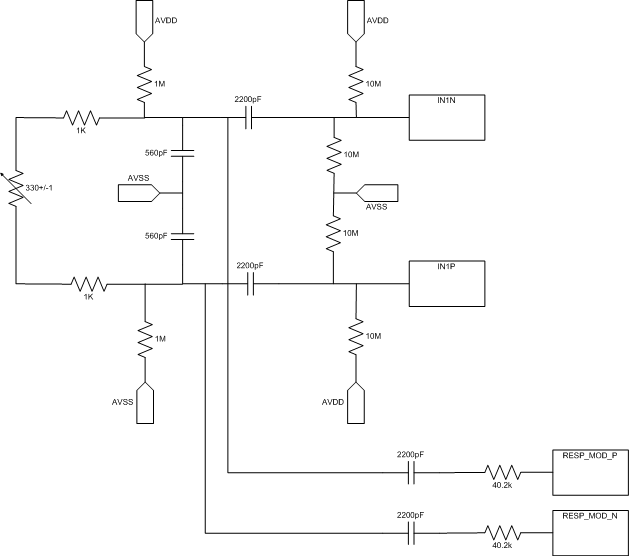 AVDD
AVDD
1M
10M
2200pF
IN1N
1K
560pF
10M
AVSS
330+/-1
AVSS
560pF
10M
2200pF
IN1P
1K
1M
10M
AVSS
AVDD
2200pF
RESP_MOD_P
40.2k
2200pF
RESP_MOD_N
40.2k